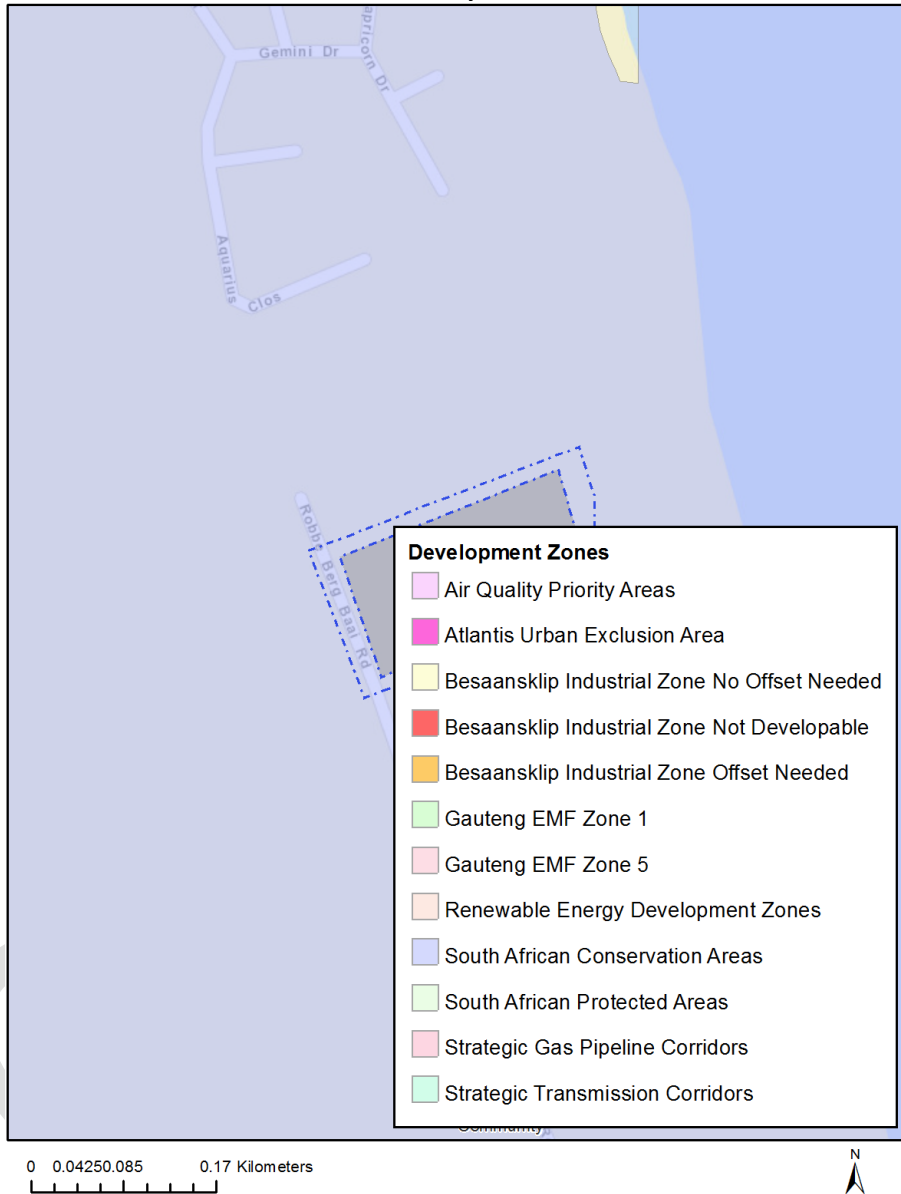 Gemini Dr
apricorn Dr
Aquarius Clos
Robbe Berg Baai Rd
Development Zones
Air Quality Priority Areas
Atlantis Urban Exclusion Area
Besaansklip Industrial Zone No Offset Needed
Besaansklip Industrial Zone Not Developable
Besaansklip Industrial Zone Offset Needed
Gauteng EMF Zone 1
Gauteng EMF Zone 5
Renewable Energy Development Zones
South African Conservation Areas
South African Protected Areas
Strategic Gas Pipeline Corridors
Strategic Transmission Corridors
Community
0 0.04250.085 0.17 Kilometers
N